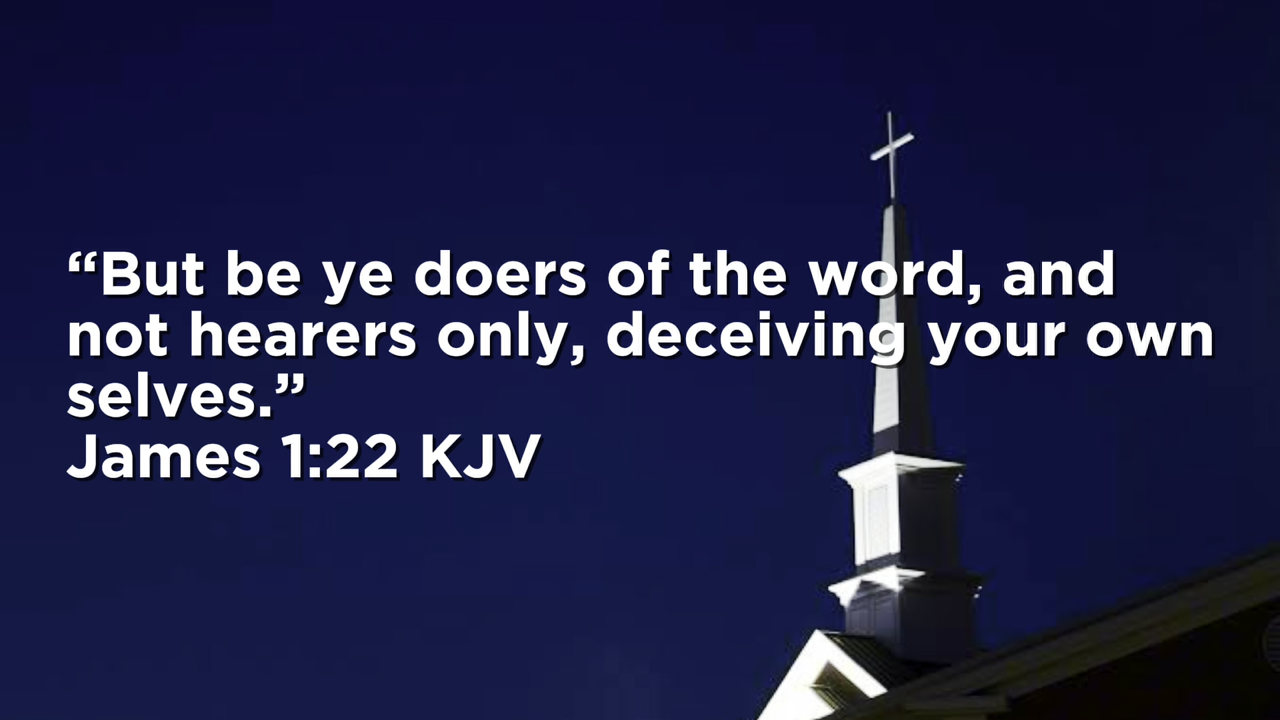 “But be ye doers of the word, and
not hearers only, deceiving your own
selves.”
James 1:22 KJV